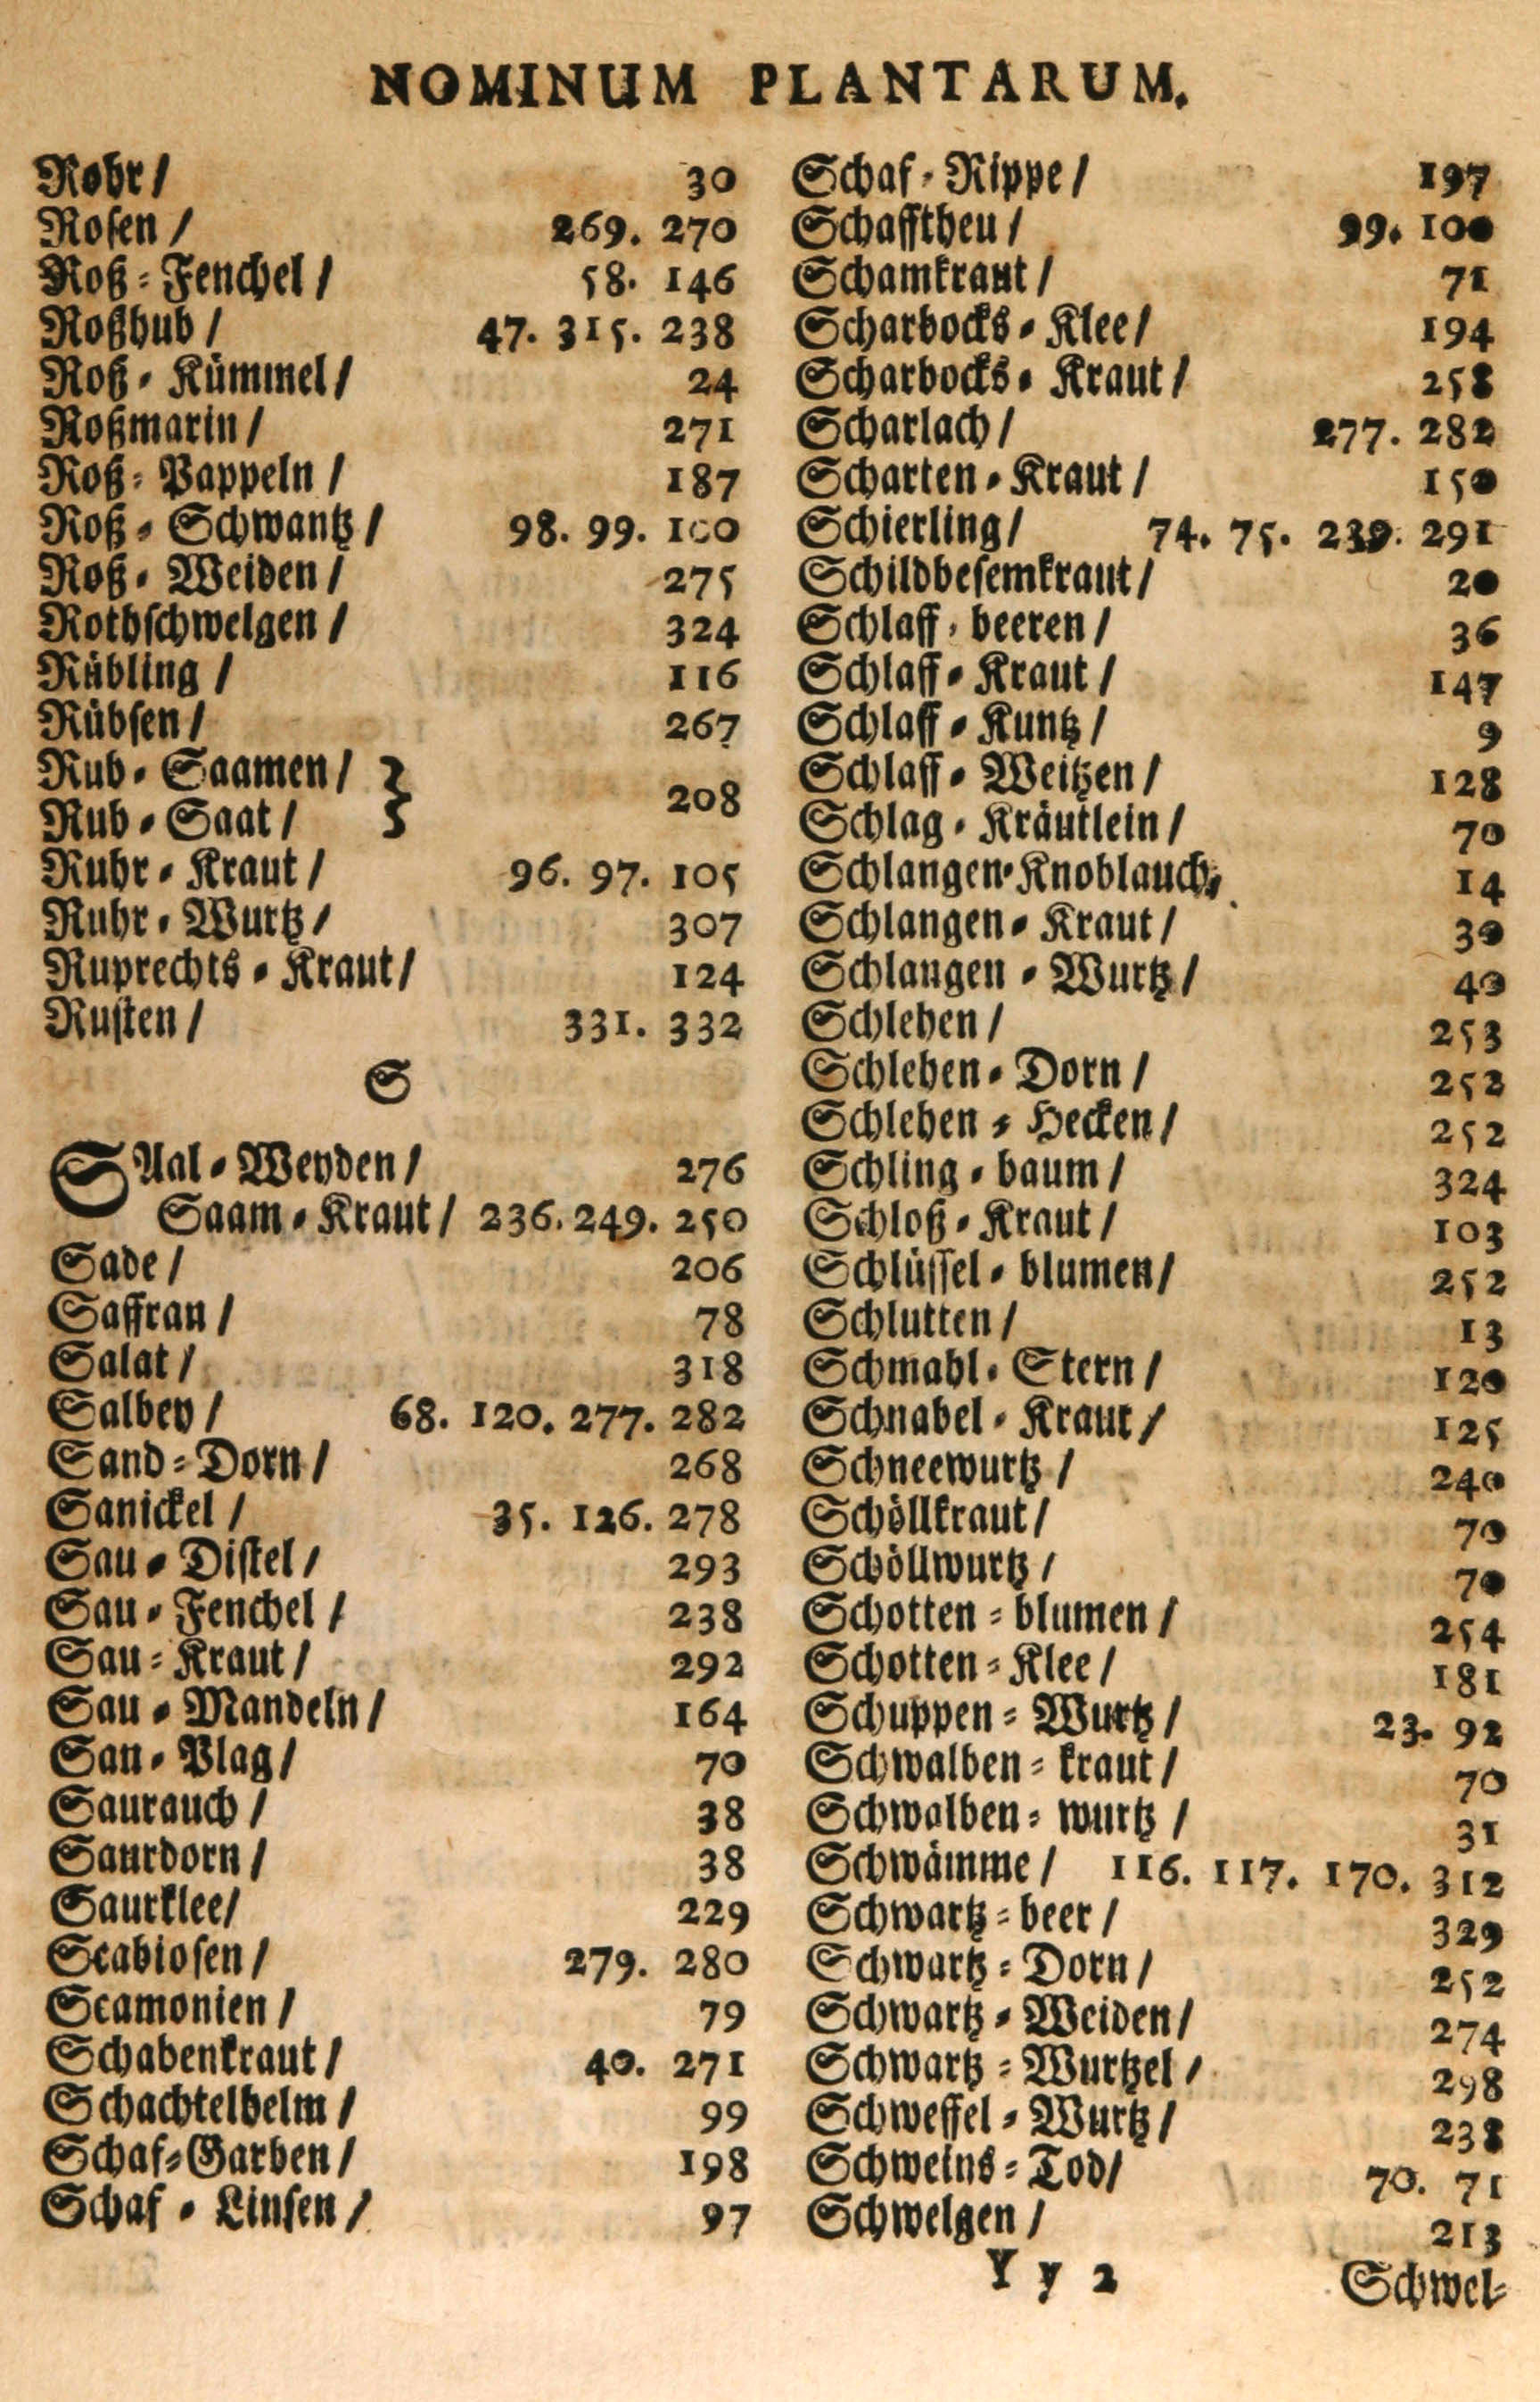 NOMINUM PLANTARUM.
Rohr / 30
Rosen / 269. 270
Roß-Fenchel / 58. 146
Roßhub / 47. 315. 238
Roß-Kümmel / 24
Roßmarin / 271
Roß-Pappeln / 187
Roß-Schwantz / 98. 99. 100
Roß-Weiden / 275
Rothschwelgen / 324
Rübling / 116
Rübsen / 267
Rub-Saamen / }
Rub-Saat / } 208
Ruhr-Kraut / 96. 97. 105
Ruhr-Wurtz / 307
Ruprechts-Kraut / 124
Rusten / 331. 332
S
SAal-Weyden / 276
Saam-Kraut / 236. 249. 250
Sade / 206
Saffran / 78
Salat / 318
Salbey / 68. 120. 277. 282
Sand-Dorn / 268
Sanickel / 35. 126. 278
Sau-Distel / 293
Sau-Fenchel / 238
Sau-Kraut / 292
Sau-Mandeln / 164
San-Plag / 70
Saurauch / 38
Saurdorn / 38
Saurklee / 229
Scabiosen / 279. 280
Scamonien / 79
Schabenkraut / 40. 271
Schachtelhelm / 99
Schaf-Garben / 198
Schaf-Linsen / 97
Schaf-Rippe / 197
Schafftheu / 99. 100
Schamkraut / 71
Scharbocks-Klee / 194
Scharbocks-Kraut / 258
Scharlach / 277. 282
Scharten-Kraut / 150
Schierling / 74. 75. 239. 291
Schildbesemkraut / 20
Schlaff-beeren / 36
Schlaff-Kraut / 147
Schlaff-Kuntz / 9
Schlaff-Weitzen / 128
Schlag-Kräutlein / 70
Schlangen-Knoblauch, 14
Schlangen-Kraut / 30
Schlangen-Wurtz / 40
Schlehen / 253
Schlehen-Dorn / 252
Schlehen-Hecken / 252
Schling-baum / 324
Schloß-Kraut / 103
Schlüssel-blumen / 252
Schlutten / 13
Schmahl-Stern / 120
Schnabel-Kraut / 125
Schneewurtz / 240
Schöllkraut / 70
Schöllwurtz / 70
Schotten-blumen / 254
Schotten-Klee / 181
Schuppen-Wurtz / 23. 92
Schwalben-kraut / 70
Schwalben-wurtz / 31
Schwämme / 116. 117. 170. 312
Schwartz-beer / 329
Schwartz-Dorn / 252
Schwartz-Weiden / 274
Schwartz-Wurtzel / 298
Schweffel-Wurtz / 238
Schweins-Tod / 70. 71
Schwelgen / 213
Y y 2 Schwel-